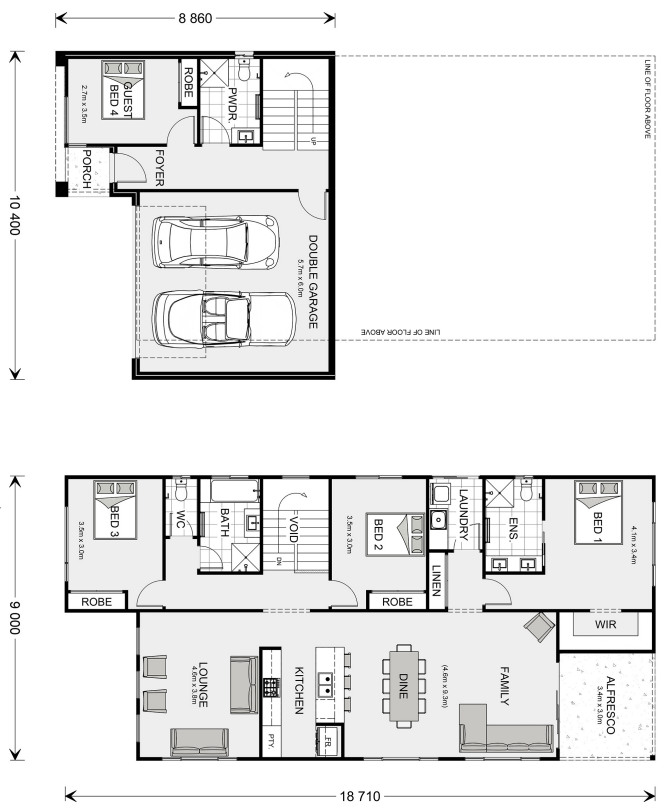 8 860
10 400
LINE OF FLOOR ABOVE
GUEST
BED 4
2.7m x 3.5m
ROBE
PWDR.
UP
PORCH
FOYER
DOUBLE GARAGE
5.7m x 6.0m
LINE OF FLOOR ABOVE
9 000
BED 3
3.5m x 3.0m
ROBE
WC
BATH
VOID
DN
BED 2
3.5m x 3.0m
ROBE
LAUNDRY
LINEN
ENS.
BED 1
4.1m x 3.4m
WIR
LOUNGE
4.6m x 3.8m
KITCHEN
PTY.
FR.
DINE
(4.6m x 9.3m)
FAMILY
ALFRESCO
3.4m x 3.0m
18 710